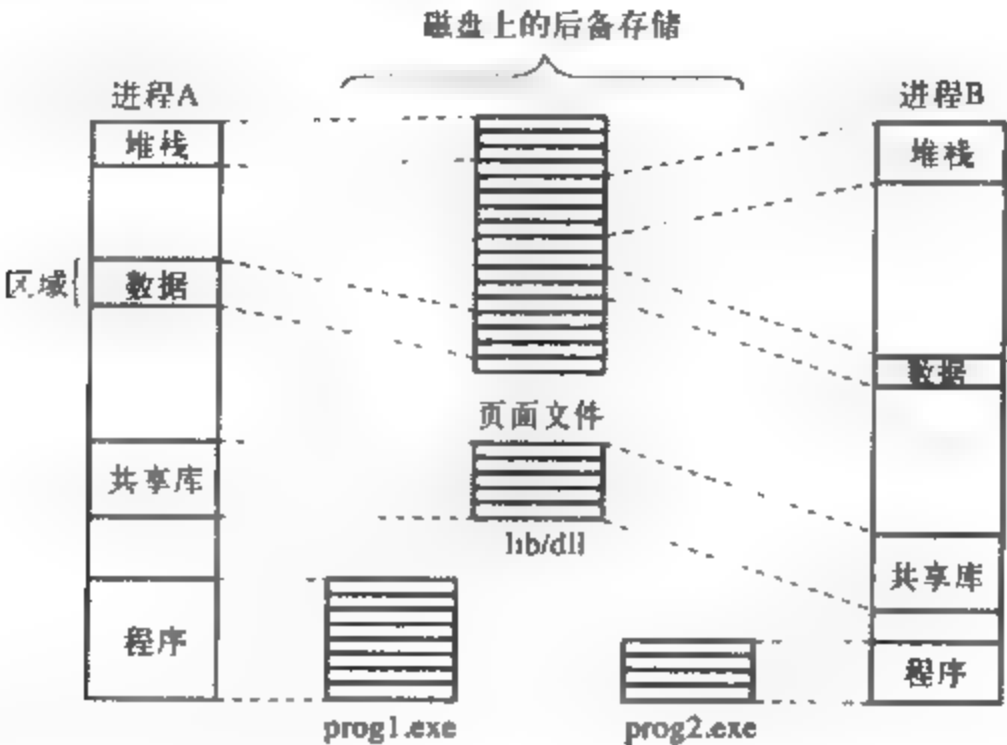 磁盘上的后备存储
进程A
进程B
堆栈
堆栈
区域
数据
数据
页面文件
共享库
lib/dll
共享库
程序
程序
prog1.exe
prog2.exe